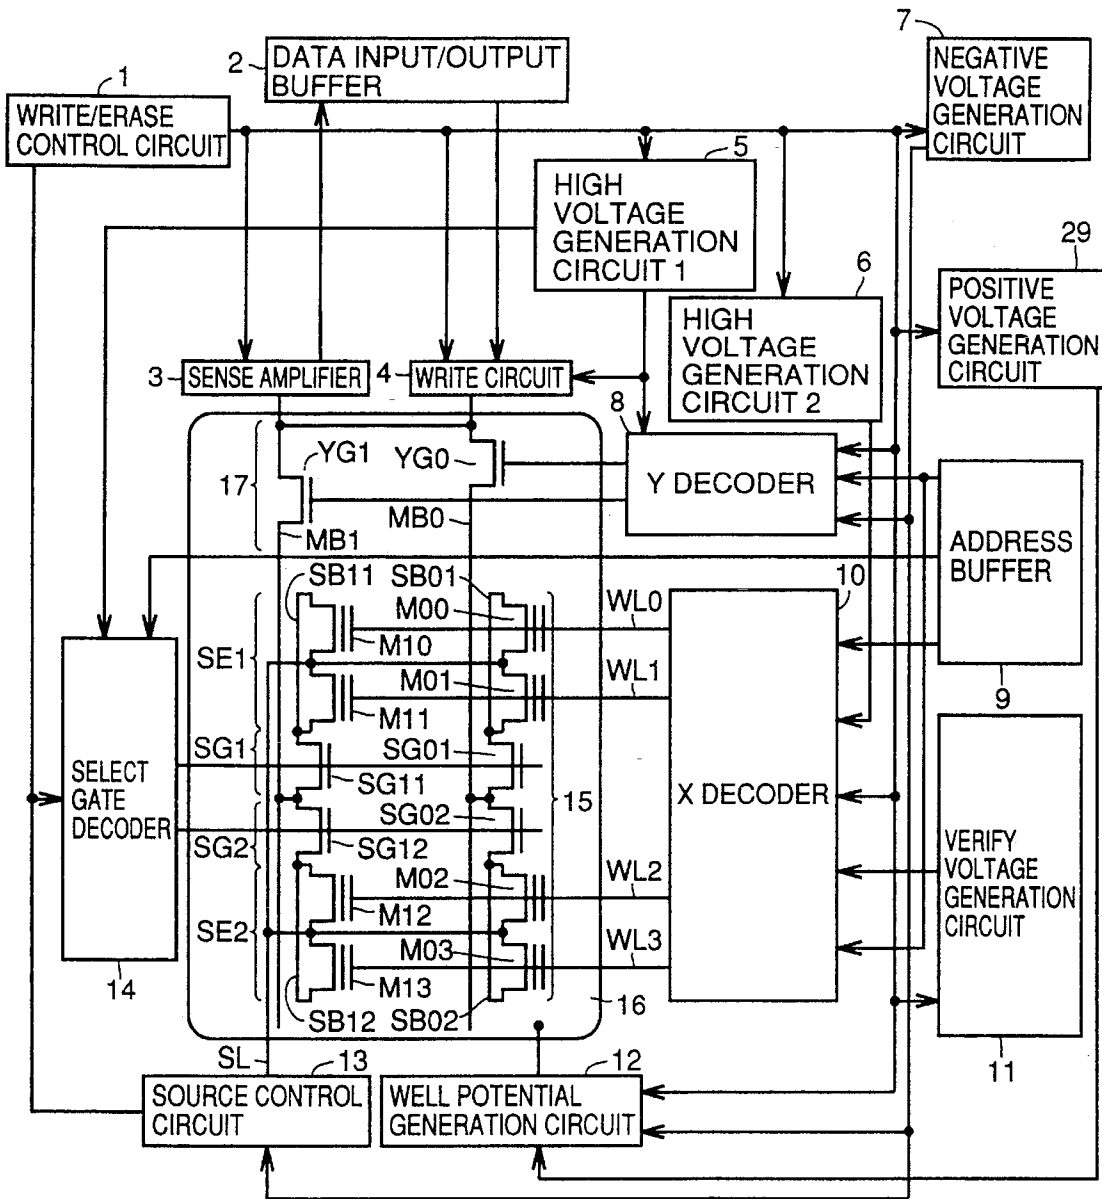 1
WRITE/ERASE
CONTROL CIRCUIT
2
DATA INPUT/OUTPUT
BUFFER
7
NEGATIVE
VOLTAGE
GENERATION
CIRCUIT
5
HIGH
VOLTAGE
GENERATION
CIRCUIT 1
6
HIGH
VOLTAGE
GENERATION
CIRCUIT 2
29
POSITIVE
VOLTAGE
GENERATION
CIRCUIT
3
SENSE AMPLIFIER
4
WRITE CIRCUIT
8
Y DECODER
17
YG1
YG0
MB0
MB1
ADDRESS
BUFFER
9
10
X DECODER
SB11
SB01
M00
WL0
M10
SE1
M01
WL1
M11
SG1
SG01
SG11
15
SG02
SG2
SG12
M02
WL2
M12
SE2
M03
WL3
M13
SB12
SB02
16
SELECT
GATE
DECODER
14
VERIFY
VOLTAGE
GENERATION
CIRCUIT
11
SL
13
SOURCE CONTROL
CIRCUIT
12
WELL POTENTIAL
GENERATION CIRCUIT